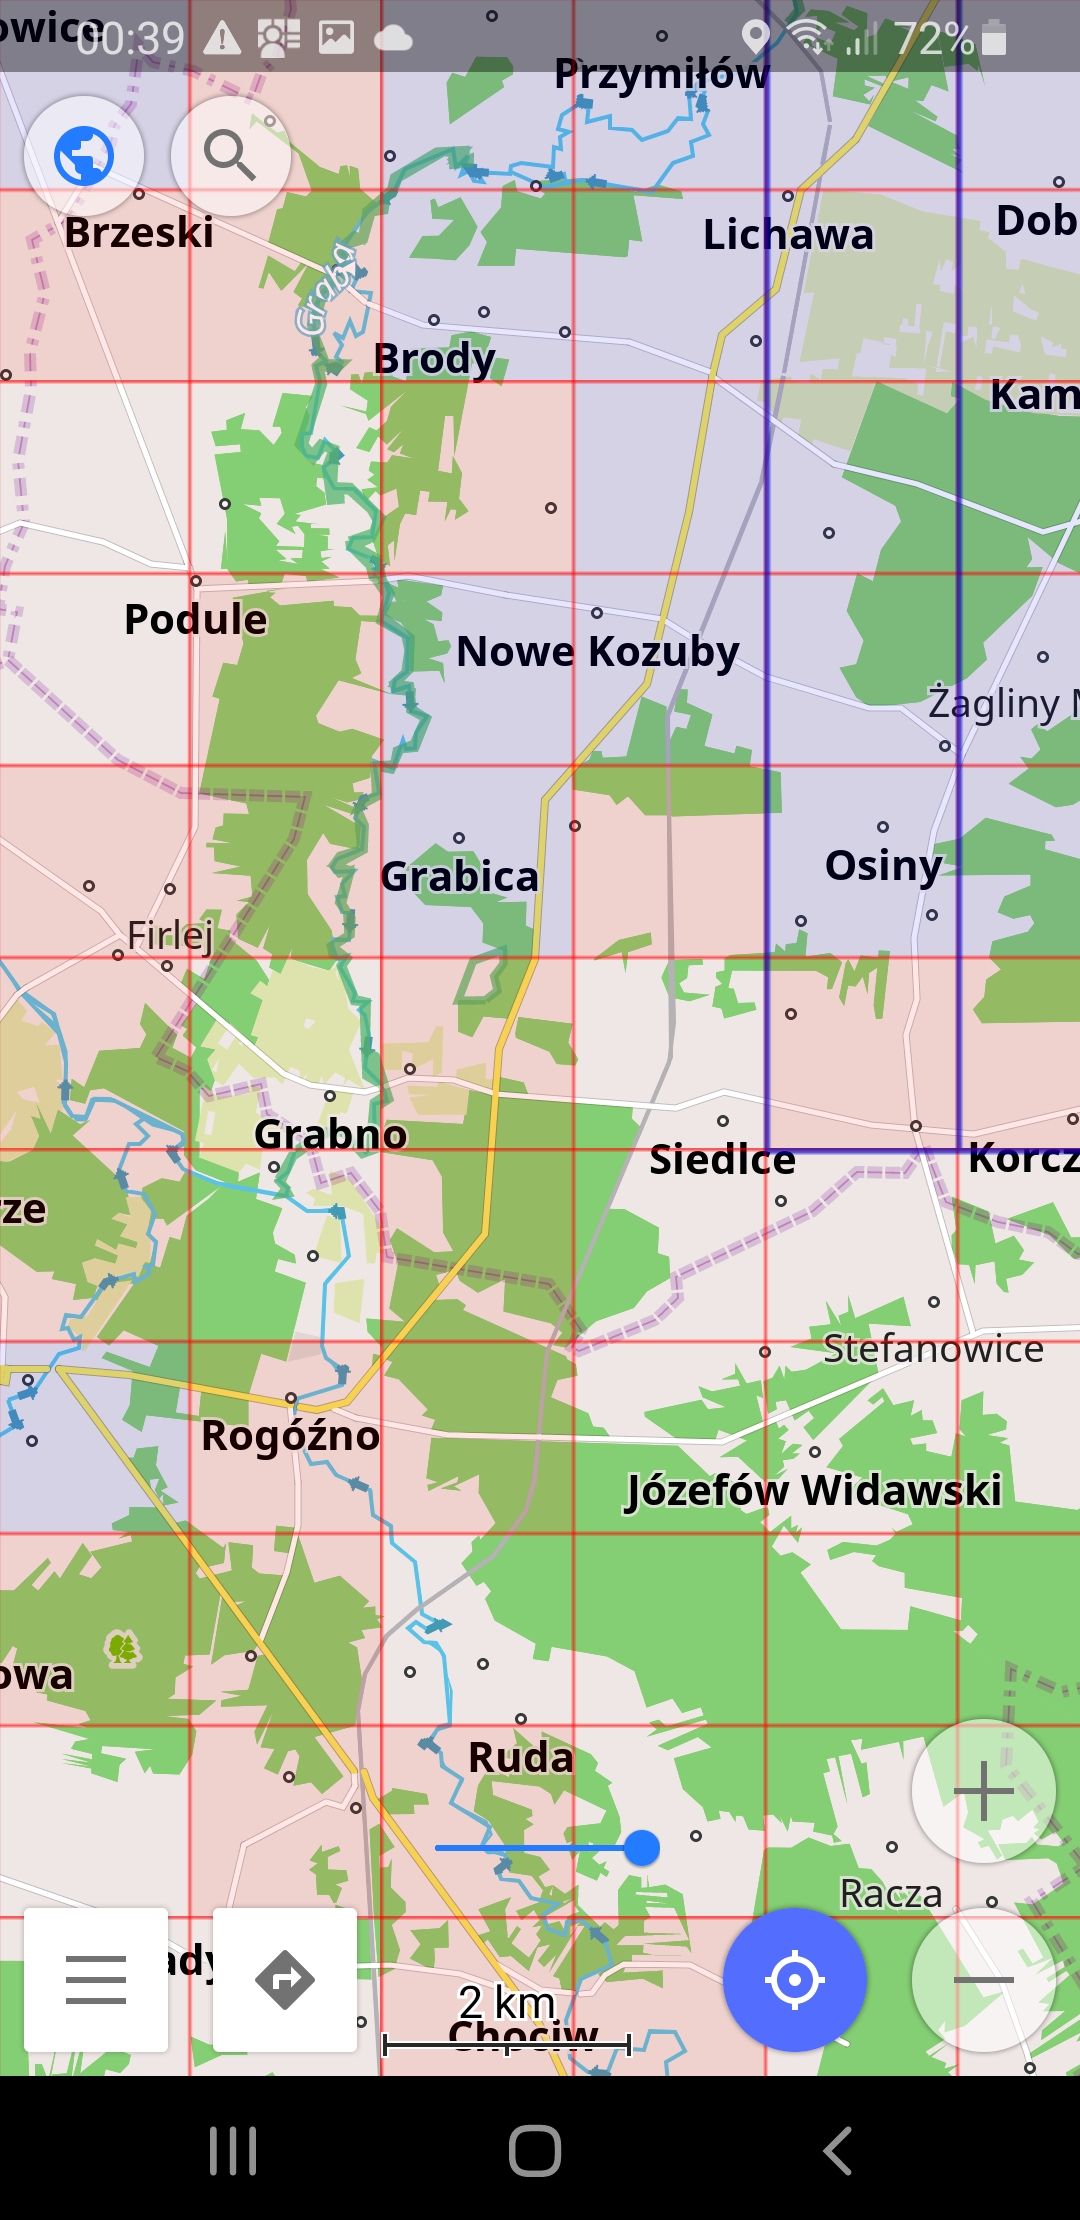 owice
00:39
72%
Przymiłów
Brzeski
Lichawa
Dob
Grabia
Brody
Kam
Podule
Nowe Kozuby
Żagliny M
Grabica
Osiny
Firlej
Grabno
Siedlce
Korcz
rze
Stefanowice
Rogóźno
Józefów Widawski
owa
Ruda
Racza
ady
2 km
Chociw